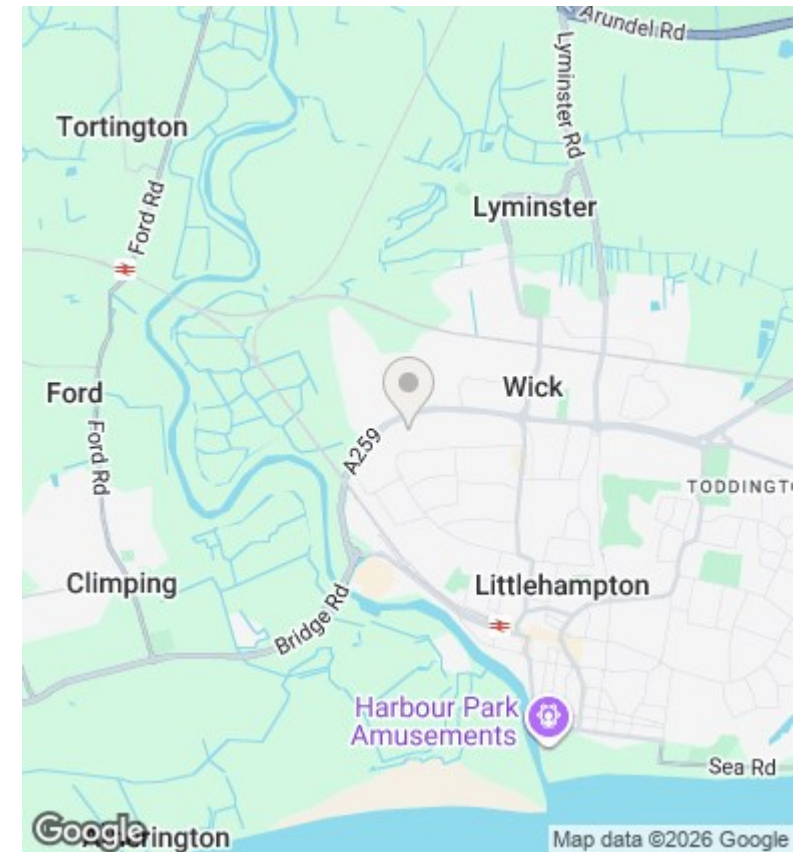 Arundel Rd
Lyminster Rd
Tortington
Ford Rd
Lyminster
Ford
Wick
A259
Ford Rd
TODDINGT
Climping
Littlehampton
Bridge Rd
Harbour Park
Amusements
Sea Rd
Google
Map data ©2026 Google